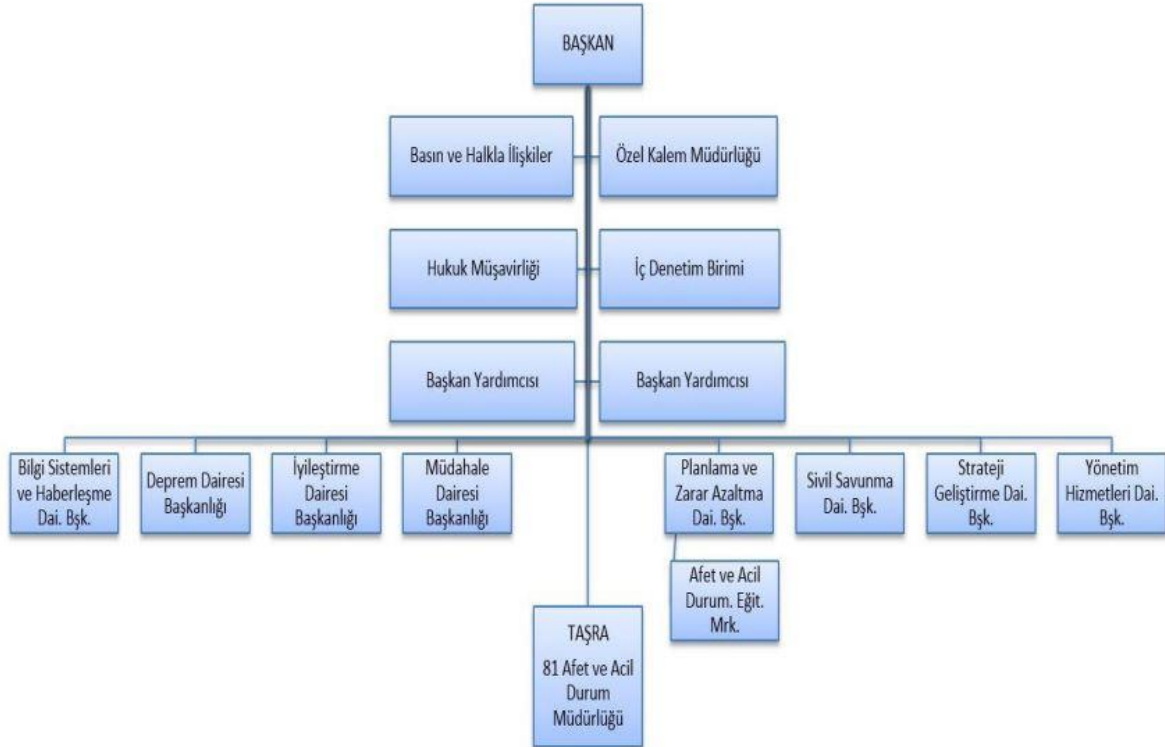 BAŞKAN
Basın ve Halkla İlişkiler
Özel Kalem Müdürlüğü
Hukuk Müşavirliği
İç Denetim Birimi
Başkan Yardımcısı
Başkan Yardımcısı
Bilgi Sistemleri
ve Haberleşme
Dai. Bşk.
Deprem Dairesi
Başkanlığı
İyileştirme
Dairesi
Başkanlığı
Müdahale
Dairesi
Başkanlığı
Planlama ve
Zarar Azaltma
Dai. Bşk.
Sivil Savunma
Dai. Bşk.
Strateji
Geliştirme Dai.
Bşk.
Yönetim
Hizmetleri Dai.
Bşk.
Afet ve Acil
Durum. Eğit.
Mrk.
TAŞRA
81 Afet ve Acil
Durum
Müdürlüğü